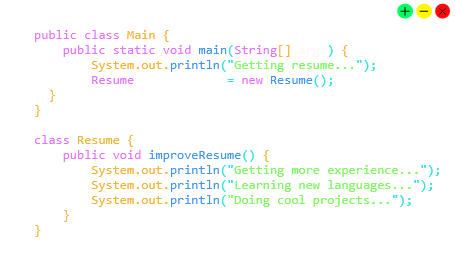 public class Main {
public static void main(String[] args) {
System.out.println("Getting resume...");
Resume = new Resume();
}
}
class Resume {
public void improveResume() {
System.out.println("Getting more experience...");
System.out.println("Learning new languages...");
System.out.println("Doing cool projects...");
}
}